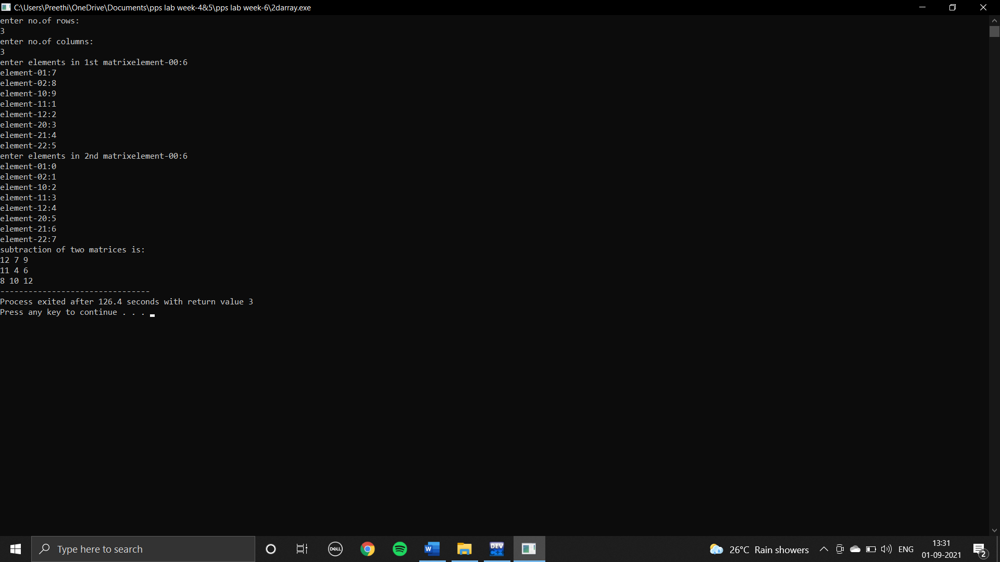 C:\Users\Preethi\OneDrive\Documents\pps lab week-4&5\pps lab week-6\2darray.exe
enter no.of rows:
3
enter no.of columns:
3
enter elements in 1st matrixelement-00:6
element-01:7
element-02:8
element-10:9
element-11:1
element-12:2
element-20:3
element-21:4
element-22:5
enter elements in 2nd matrixelement-00:6
element-01:0
element-02:1
element-10:2
element-11:3
element-12:4
element-20:5
element-21:6
element-22:7
subtraction of two matrices is:
12 7 9
11 4 6
8 10 12
--------------------------------
Process exited after 126.4 seconds with return value 3
Press any key to continue . . .
Type here to search
DELL
W
DEV
C++
26°C Rain showers
ENG
13:31
01-09-2021
2